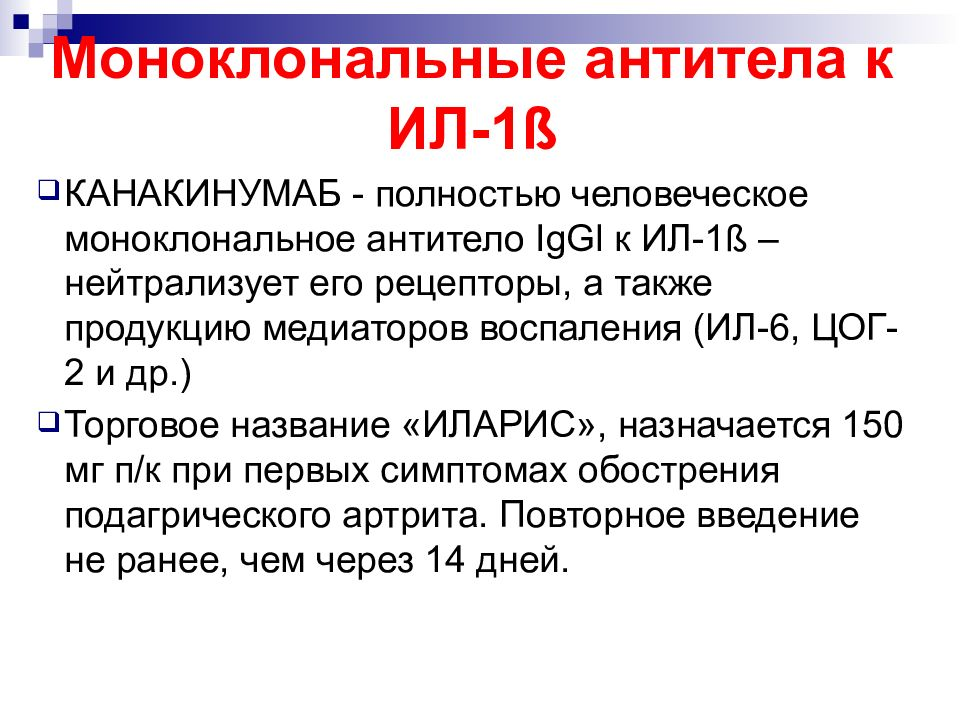 Моноклональные антитела к
ИЛ-1ß
КАНАКИНУМАБ - полностью человеческое
моноклональное антитело IgGl к ИЛ-1ß –
нейтрализует его рецепторы, а также
продукцию медиаторов воспаления (ИЛ-6, ЦОГ-
2 и др.)
Торговое название «ИЛАРИС», назначается 150
мг п/к при первых симптомах обострения
подагрического артрита. Повторное введение
не ранее, чем через 14 дней.